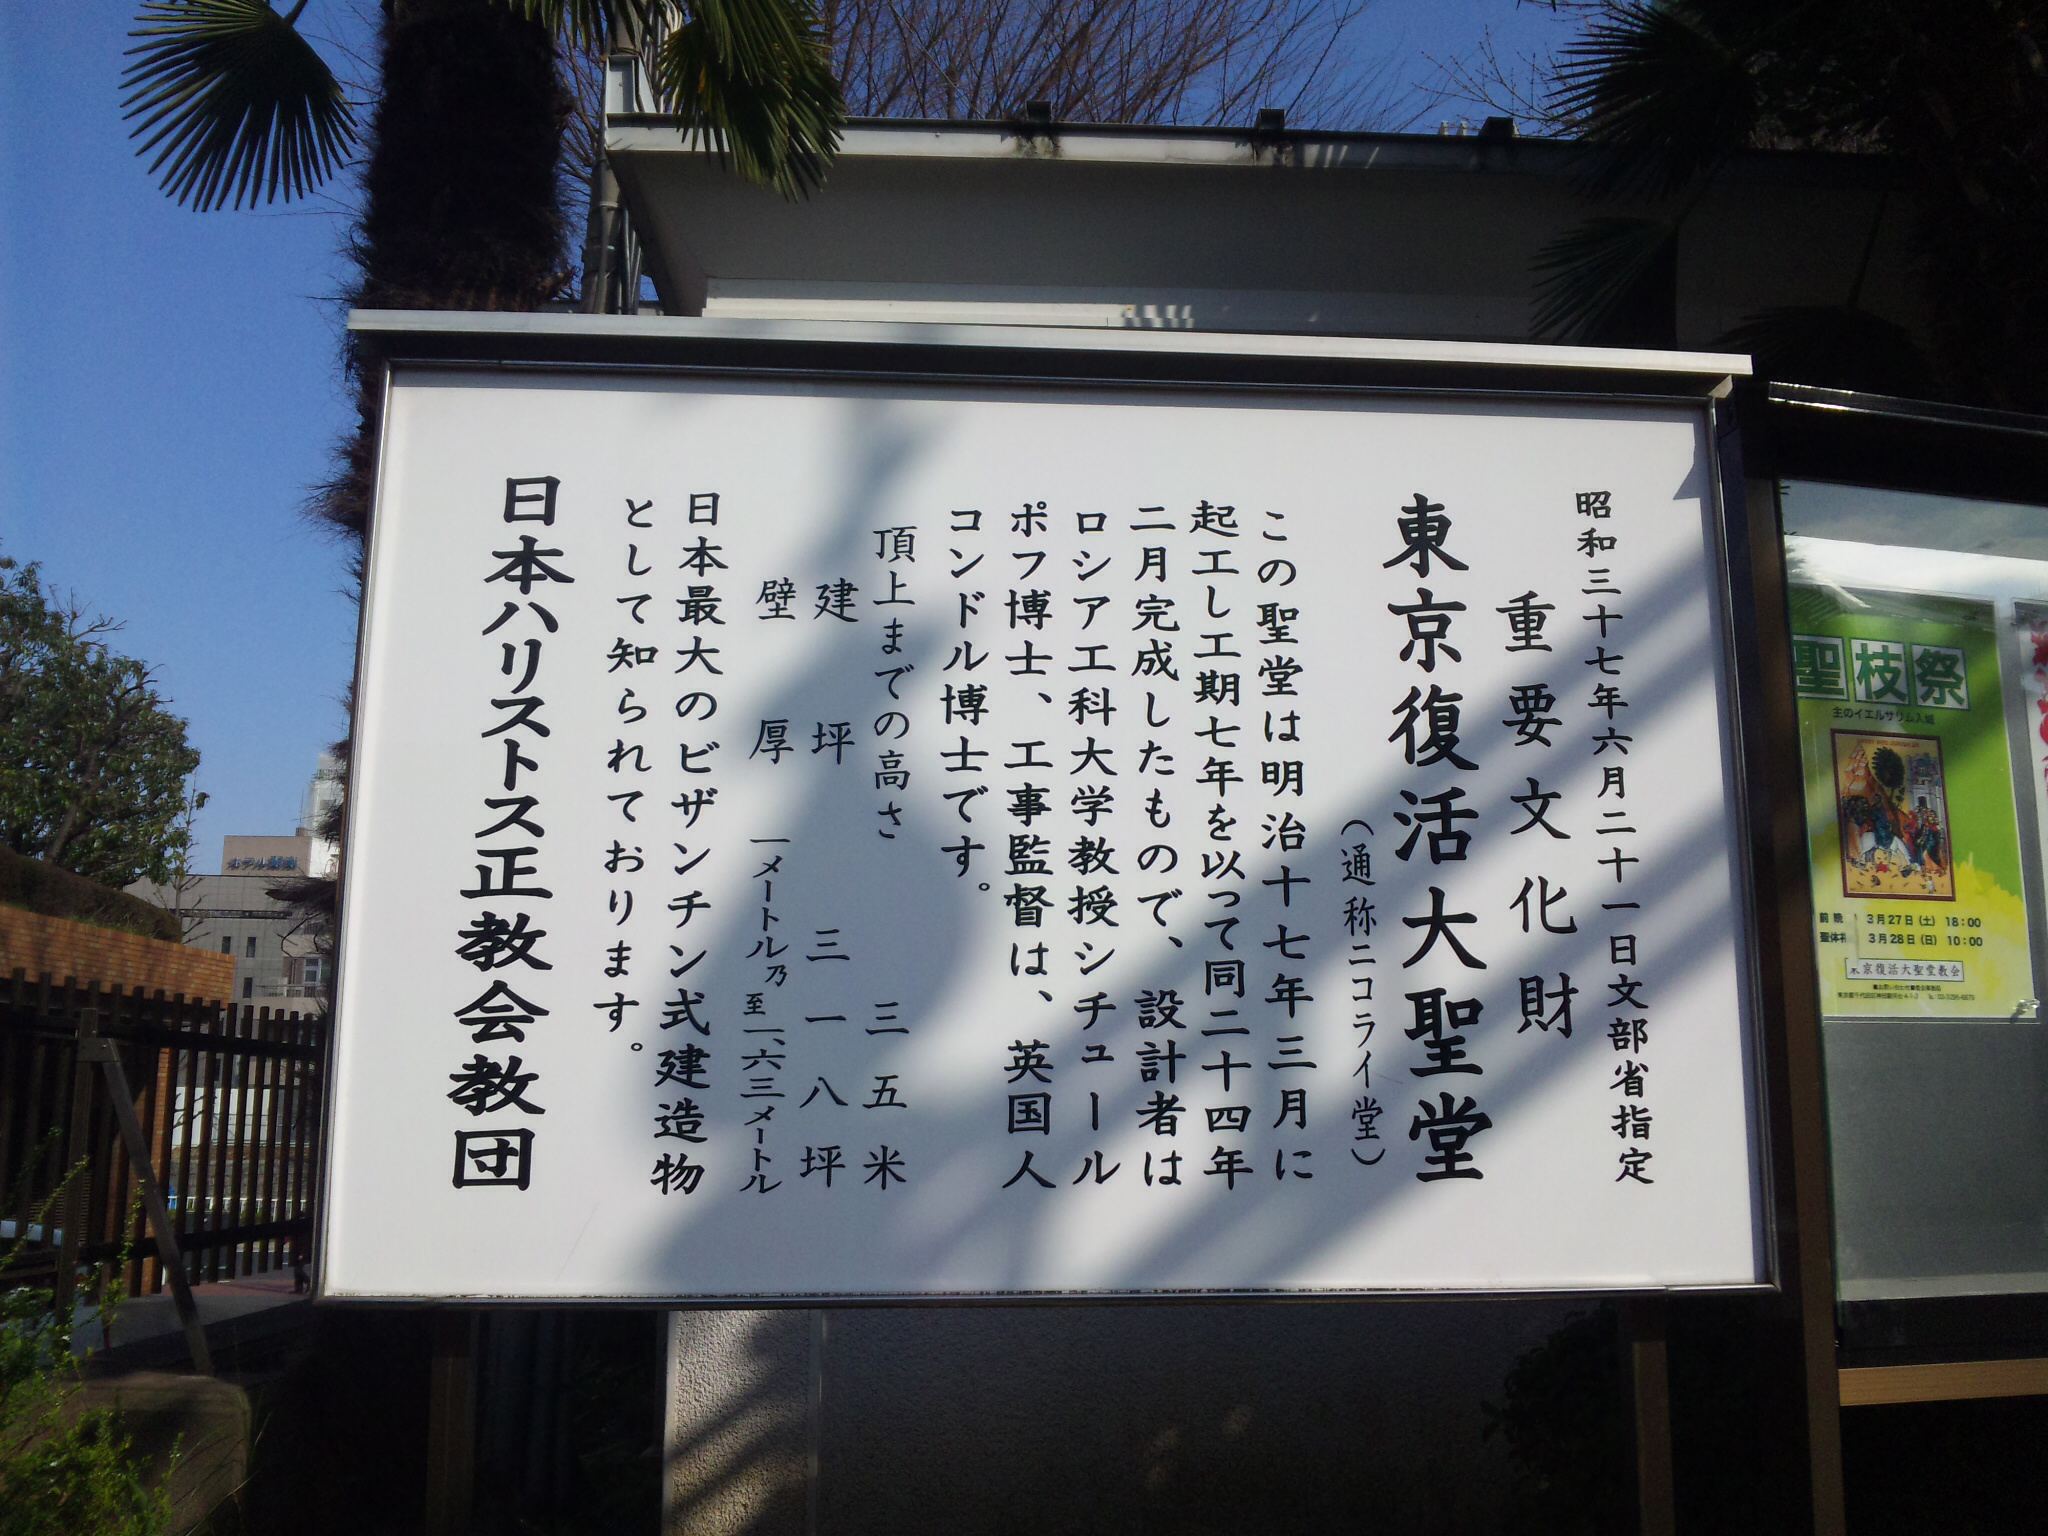 昭和三十七年六月二十一日文部省指定
重要文化財
東京復活大聖堂
（通称ニコライ堂）
この聖堂は明治十七年三月に
起工し工期七年を以って同二十四年
二月完成したもので、設計者は
ロシア工科大学教授シチュール
ポフ博士、工事監督は、英国人
コンドル博士です。
頂上までの高さ 三五米
建坪 三一八坪
壁厚 一メートル乃至一、六三メートル
日本最大のビザンチン式建造物
として知られております。
日本ハリストス正教会教団
聖枝祭
主のイエルサリム入城
3月27日(土) 18:00
聖体礼 3月28日(日) 10:00
京復活大聖堂教会
ホテル